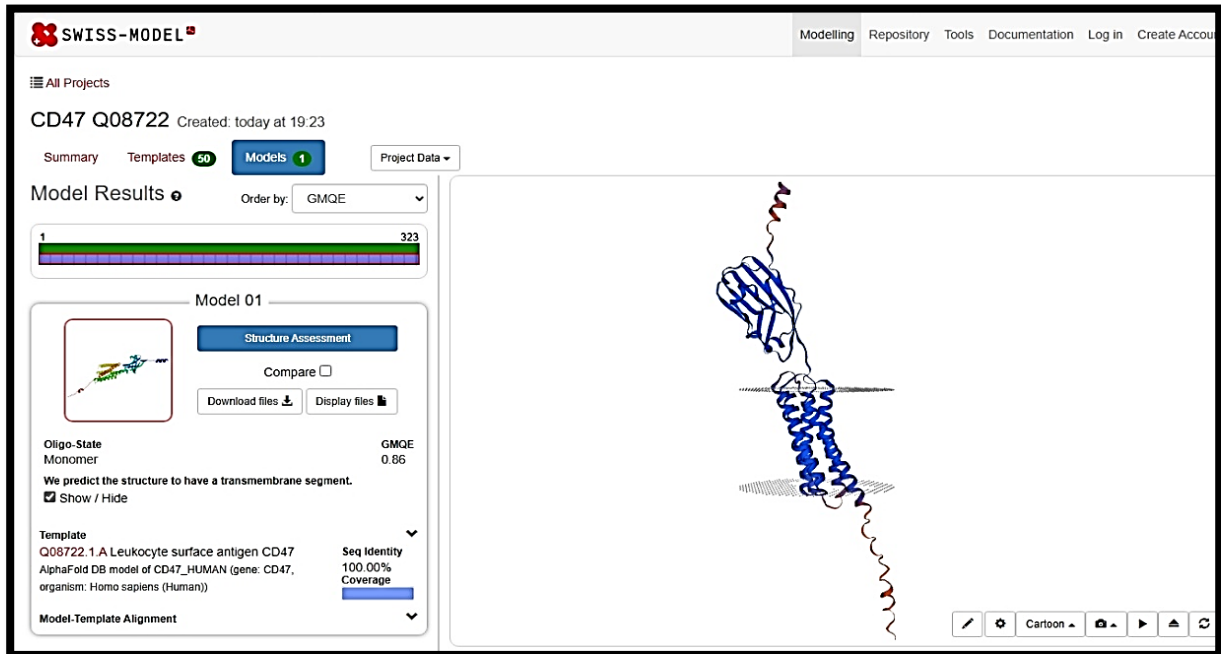 SWISS-MODEL
Modelling Repository Tools Documentation Log in Create Accou
All Projects
CD47 Q08722 Created: today at 19:23
Summary Templates 50 Models 1 Project Data
Model Results Order by: GMQE
1 323
Model 01
Structure Assessment
Compare
Download files Display files
Oligo-State GMQE
Monomer 0.86
We predict the structure to have a transmembrane segment.
Show / Hide
Template
Q08722.1.A Leukocyte surface antigen CD47 Seq Identity
AlphaFold DB model of CD47_HUMAN (gene: CD47, 100.00%
organism: Homo sapiens (Human)) Coverage
Model-Template Alignment
Cartoon